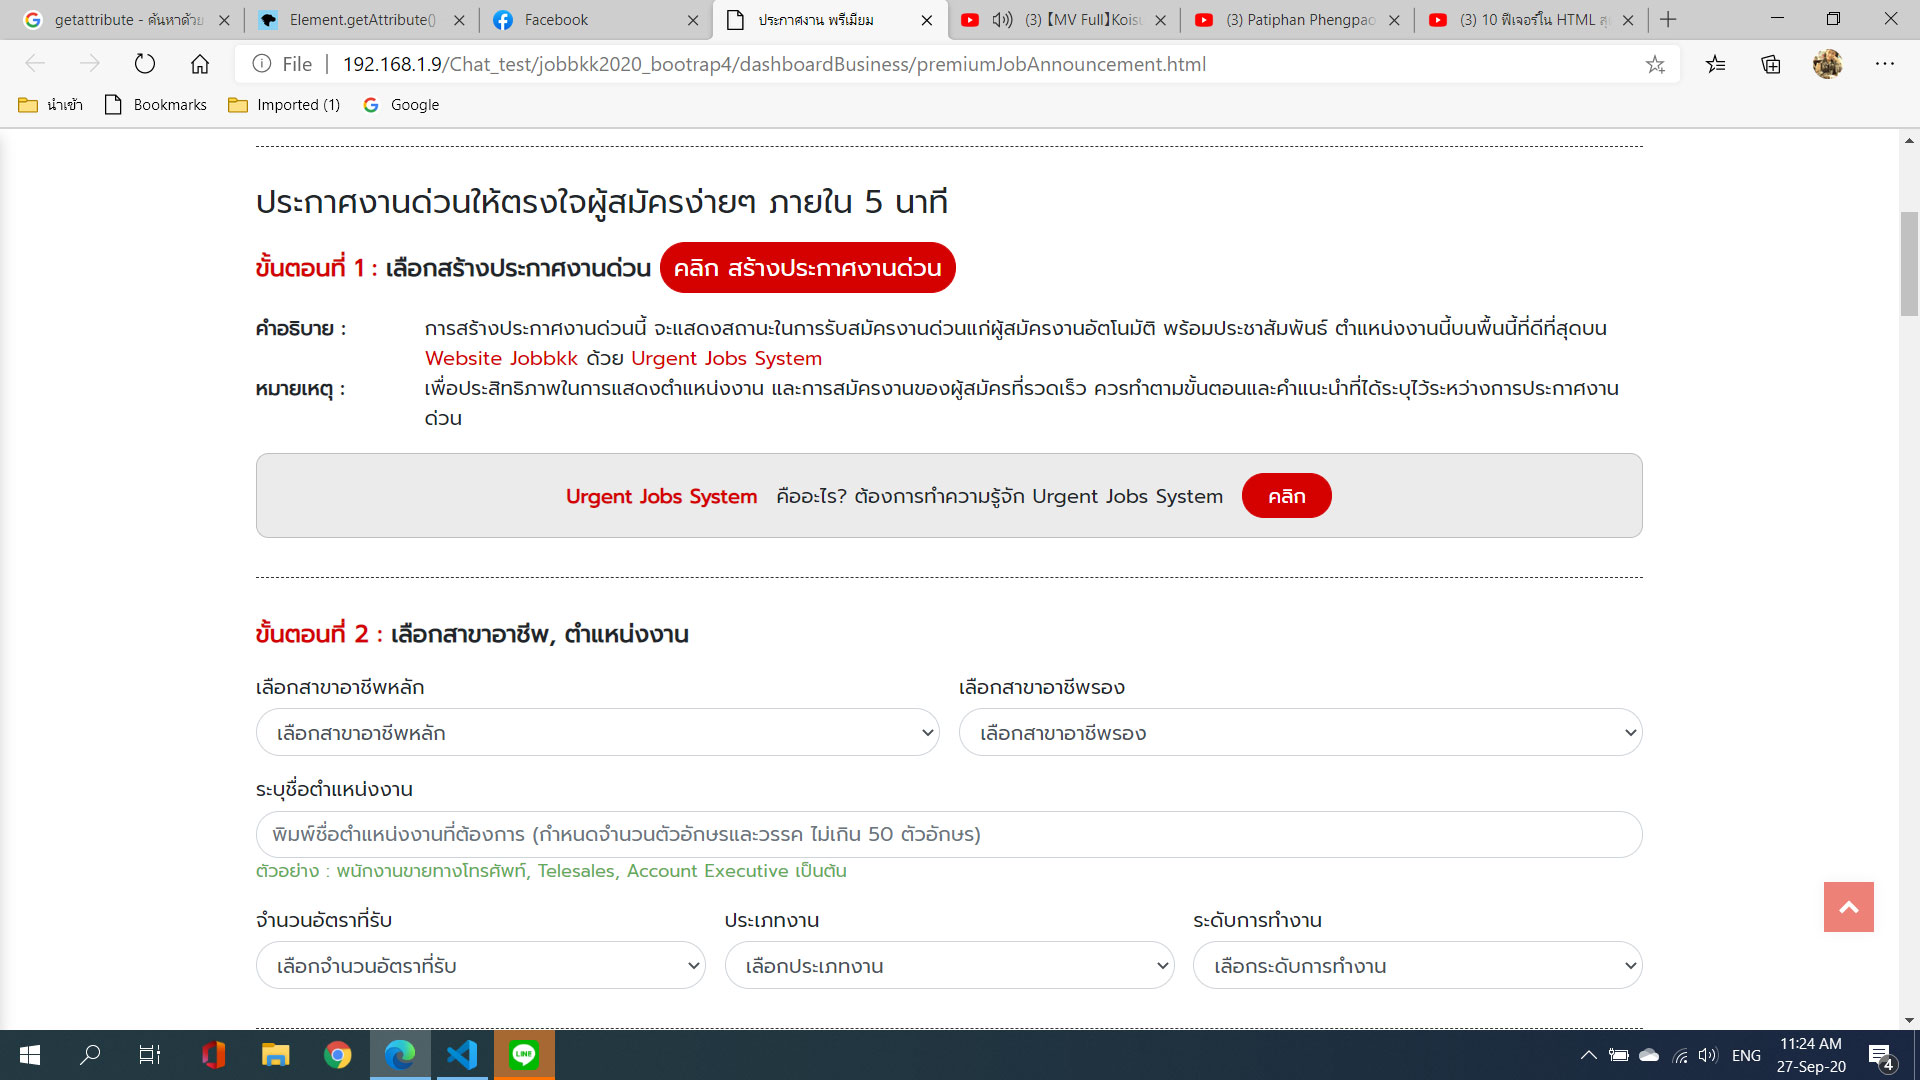 getattribute - ค้นหาด้วย
Element.getAttribute()
Facebook
ประกาศงาน พรีเมียม
(3) 【MV Full】Koisu
(3) Patiphan Phengpao
(3) 10 ฟีเจอร์ใน HTML
File | 192.168.1.9/Chat_test/jobbkk2020_bootrap4/dashboardBusiness/premiumJobAnnouncement.html
นำเข้า
Bookmarks
Imported (1)
Google
ประกาศงานด่วนให้ตรงใจผู้สมัครง่ายๆ ภายใน 5 นาที
ขั้นตอนที่ 1 : เลือกสร้างประกาศงานด่วน คลิก สร้างประกาศงานด่วน
คำอธิบาย : การสร้างประกาศงานด่วนนี้ จะแสดงสถานะในการรับสมัครงานด่วนแก่ผู้สมัครงานอัตโนมัติ พร้อมประชาสัมพันธ์ ตำแหน่งงานนี้บนพื้นนี้ที่ดีที่สุดบน
Website Jobbkk ด้วย Urgent Jobs System
หมายเหตุ : เพื่อประสิทธิภาพในการแสดงตำแหน่งงาน และการสมัครงานของผู้สมัครที่รวดเร็ว ควรทำตามขั้นตอนและคำแนะนำที่ได้ระบุไว้ระหว่างการประกาศงาน
ด่วน
Urgent Jobs System คืออะไร? ต้องการทำความรู้จัก Urgent Jobs System คลิก
ขั้นตอนที่ 2 : เลือกสาขาอาชีพ, ตำแหน่งงาน
เลือกสาขาอาชีพหลัก
เลือกสาขาอาชีพรอง
เลือกสาขาอาชีพหลัก
เลือกสาขาอาชีพรอง
ระบุชื่อตำแหน่งงาน
พิมพ์ชื่อตำแหน่งงานที่ต้องการ (กำหนดจำนวนตัวอักษรและวรรค ไม่เกิน 50 ตัวอักษร)
ตัวอย่าง : พนักงานขายทางโทรศัพท์, Telesales, Account Executive เป็นต้น
จำนวนอัตราที่รับ
ประเภทงาน
ระดับการทำงาน
เลือกจำนวนอัตราที่รับ
เลือกประเภทงาน
เลือกระดับการทำงาน
LINE
ENG
11:24 AM
27-Sep-20
4